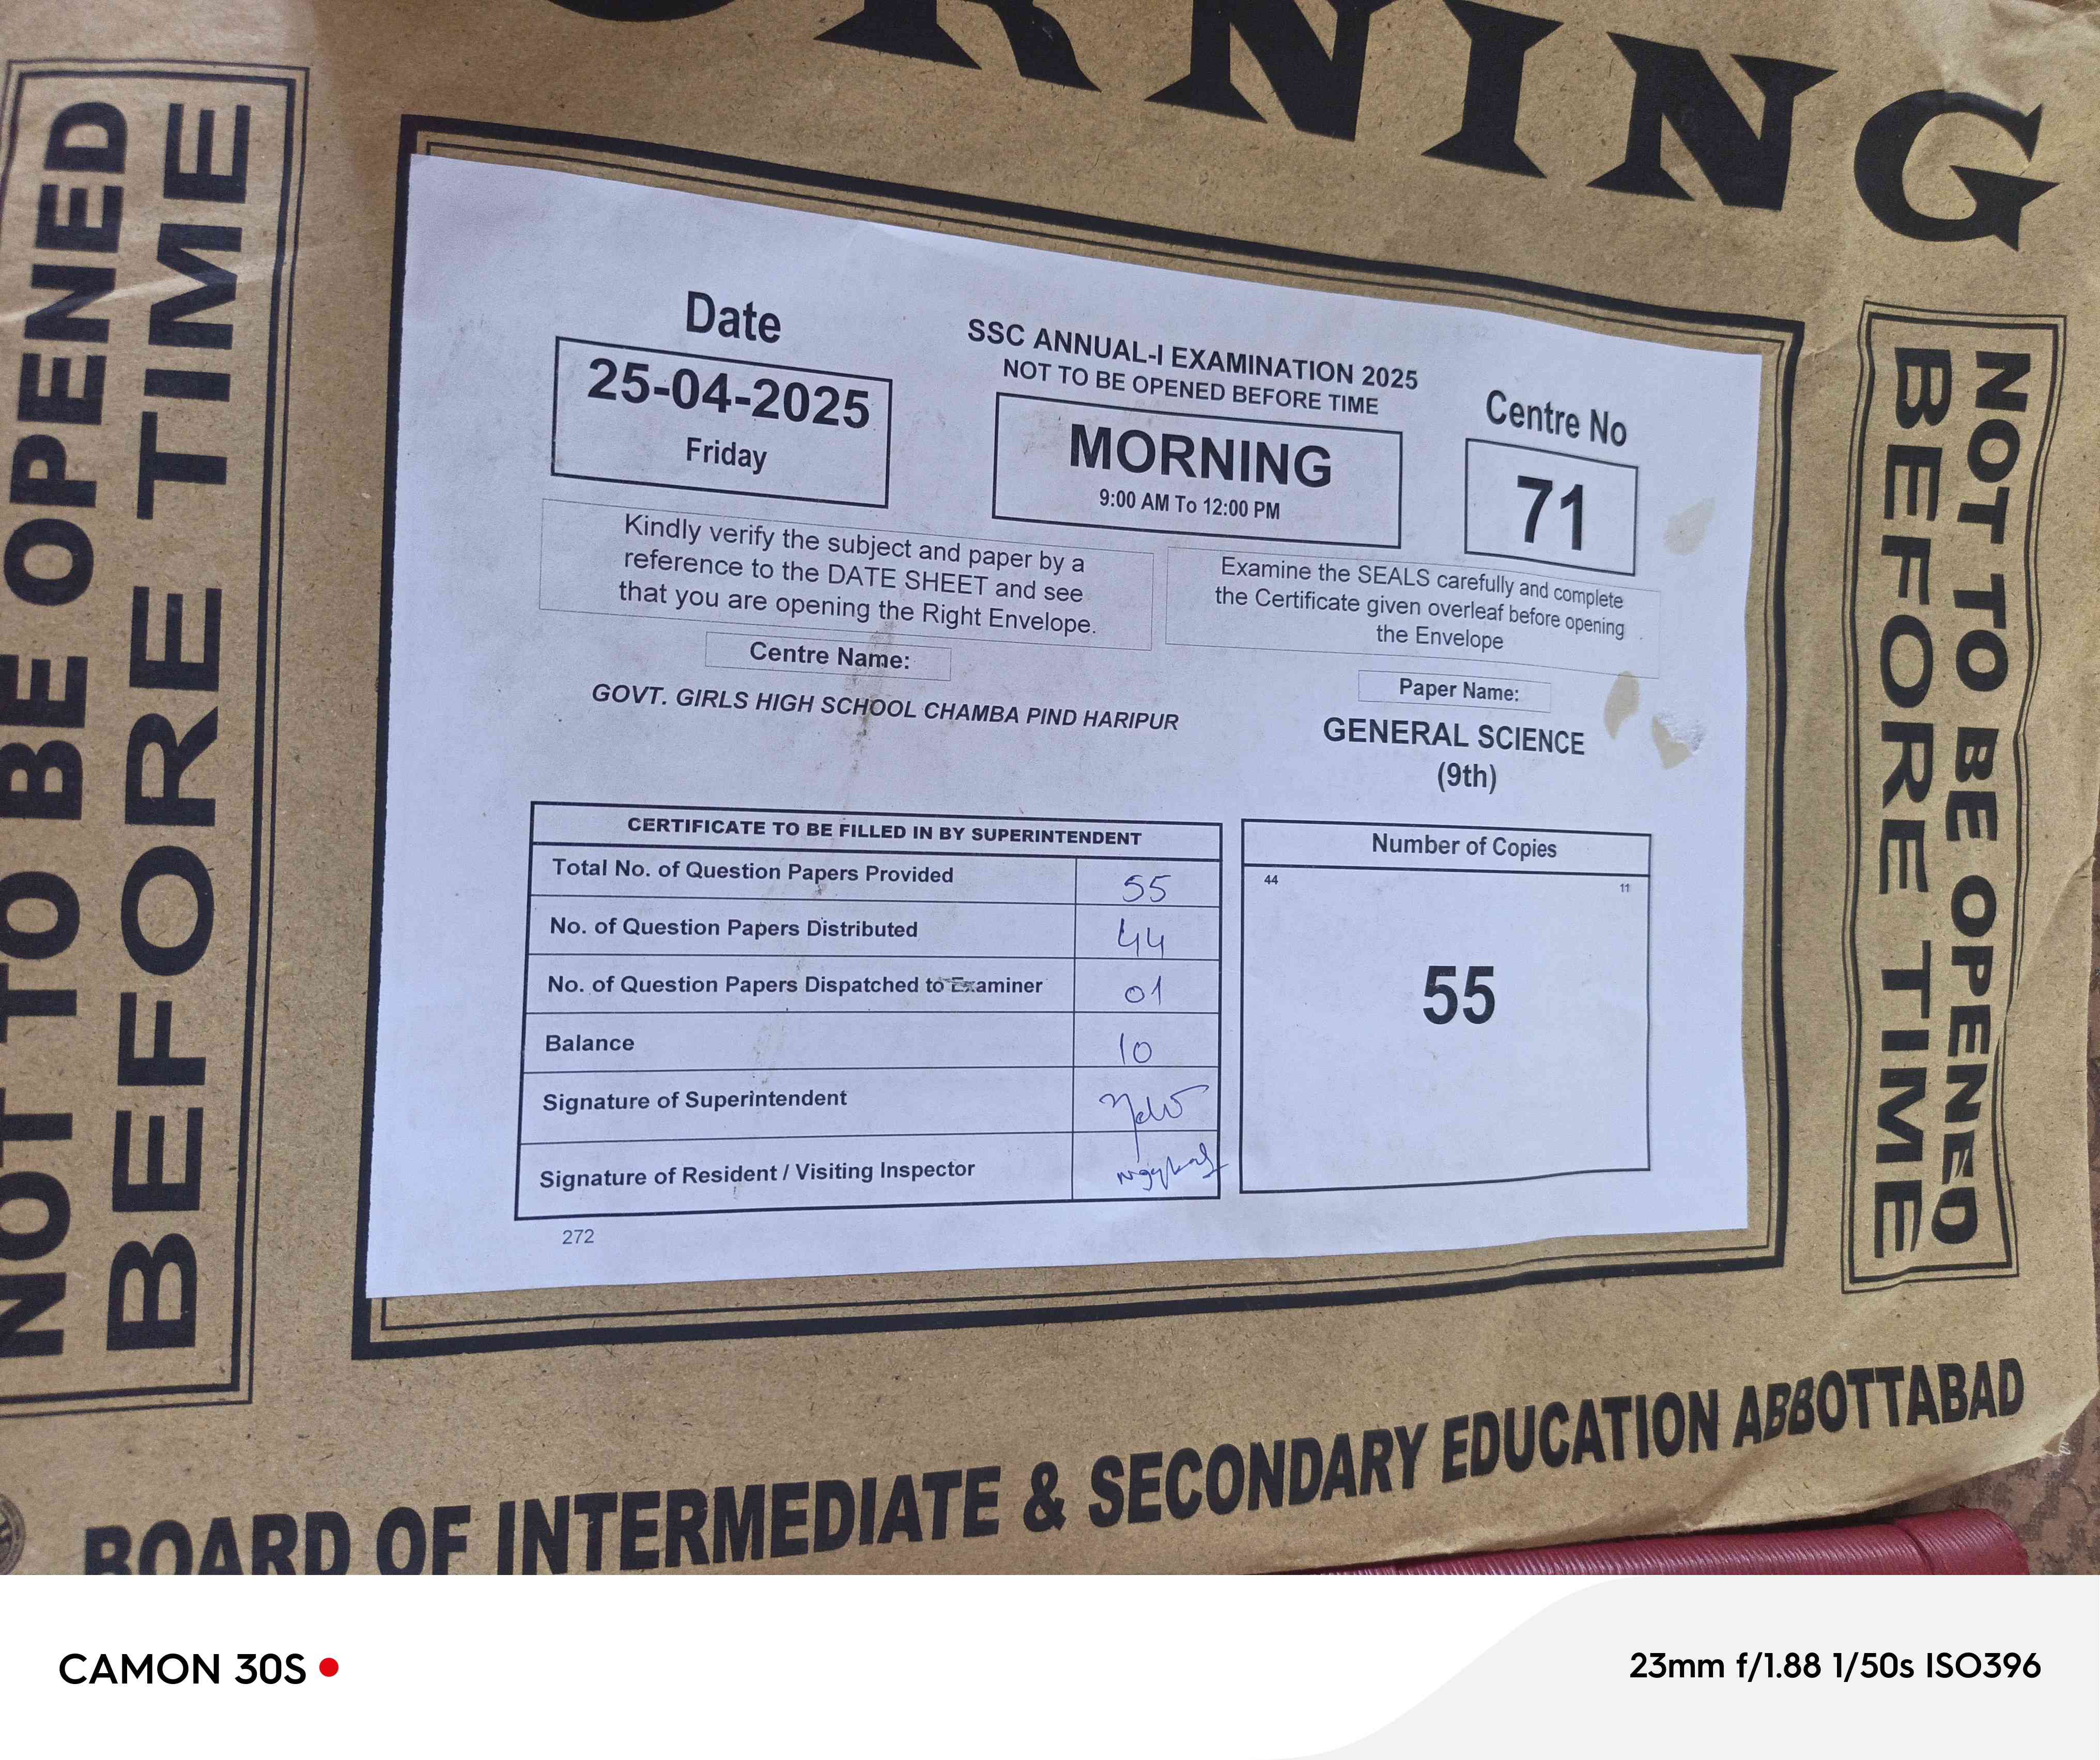 ORNING
NOT TO BE OPENED
BEFORE TIME
Date
25-04-2025
Friday
SSC ANNUAL-I EXAMINATION 2025
NOT TO BE OPENED BEFORE TIME
MORNING
9:00 AM To 12:00 PM
Centre No
71
Kindly verify the subject and paper by a
reference to the DATE SHEET and see
that you are opening the Right Envelope.
Examine the SEALS carefully and complete
the Certificate given overleaf before opening
the Envelope
Centre Name:
GOVT. GIRLS HIGH SCHOOL CHAMBA PIND HARIPUR
Paper Name:
GENERAL SCIENCE
(9th)
CERTIFICATE TO BE FILLED IN BY SUPERINTENDENT
Total No. of Question Papers Provided 55
No. of Question Papers Distributed 44
No. of Question Papers Dispatched to Examiner 01
Balance 10
Signature of Superintendent
Signature of Resident / Visiting Inspector
272
Number of Copies
44 11
55
NOT TO BE OPENED
BEFORE TIME
BOARD OF INTERMEDIATE & SECONDARY EDUCATION ABBOTTABAD
CAMON 30S
23mm f/1.88 1/50s ISO396